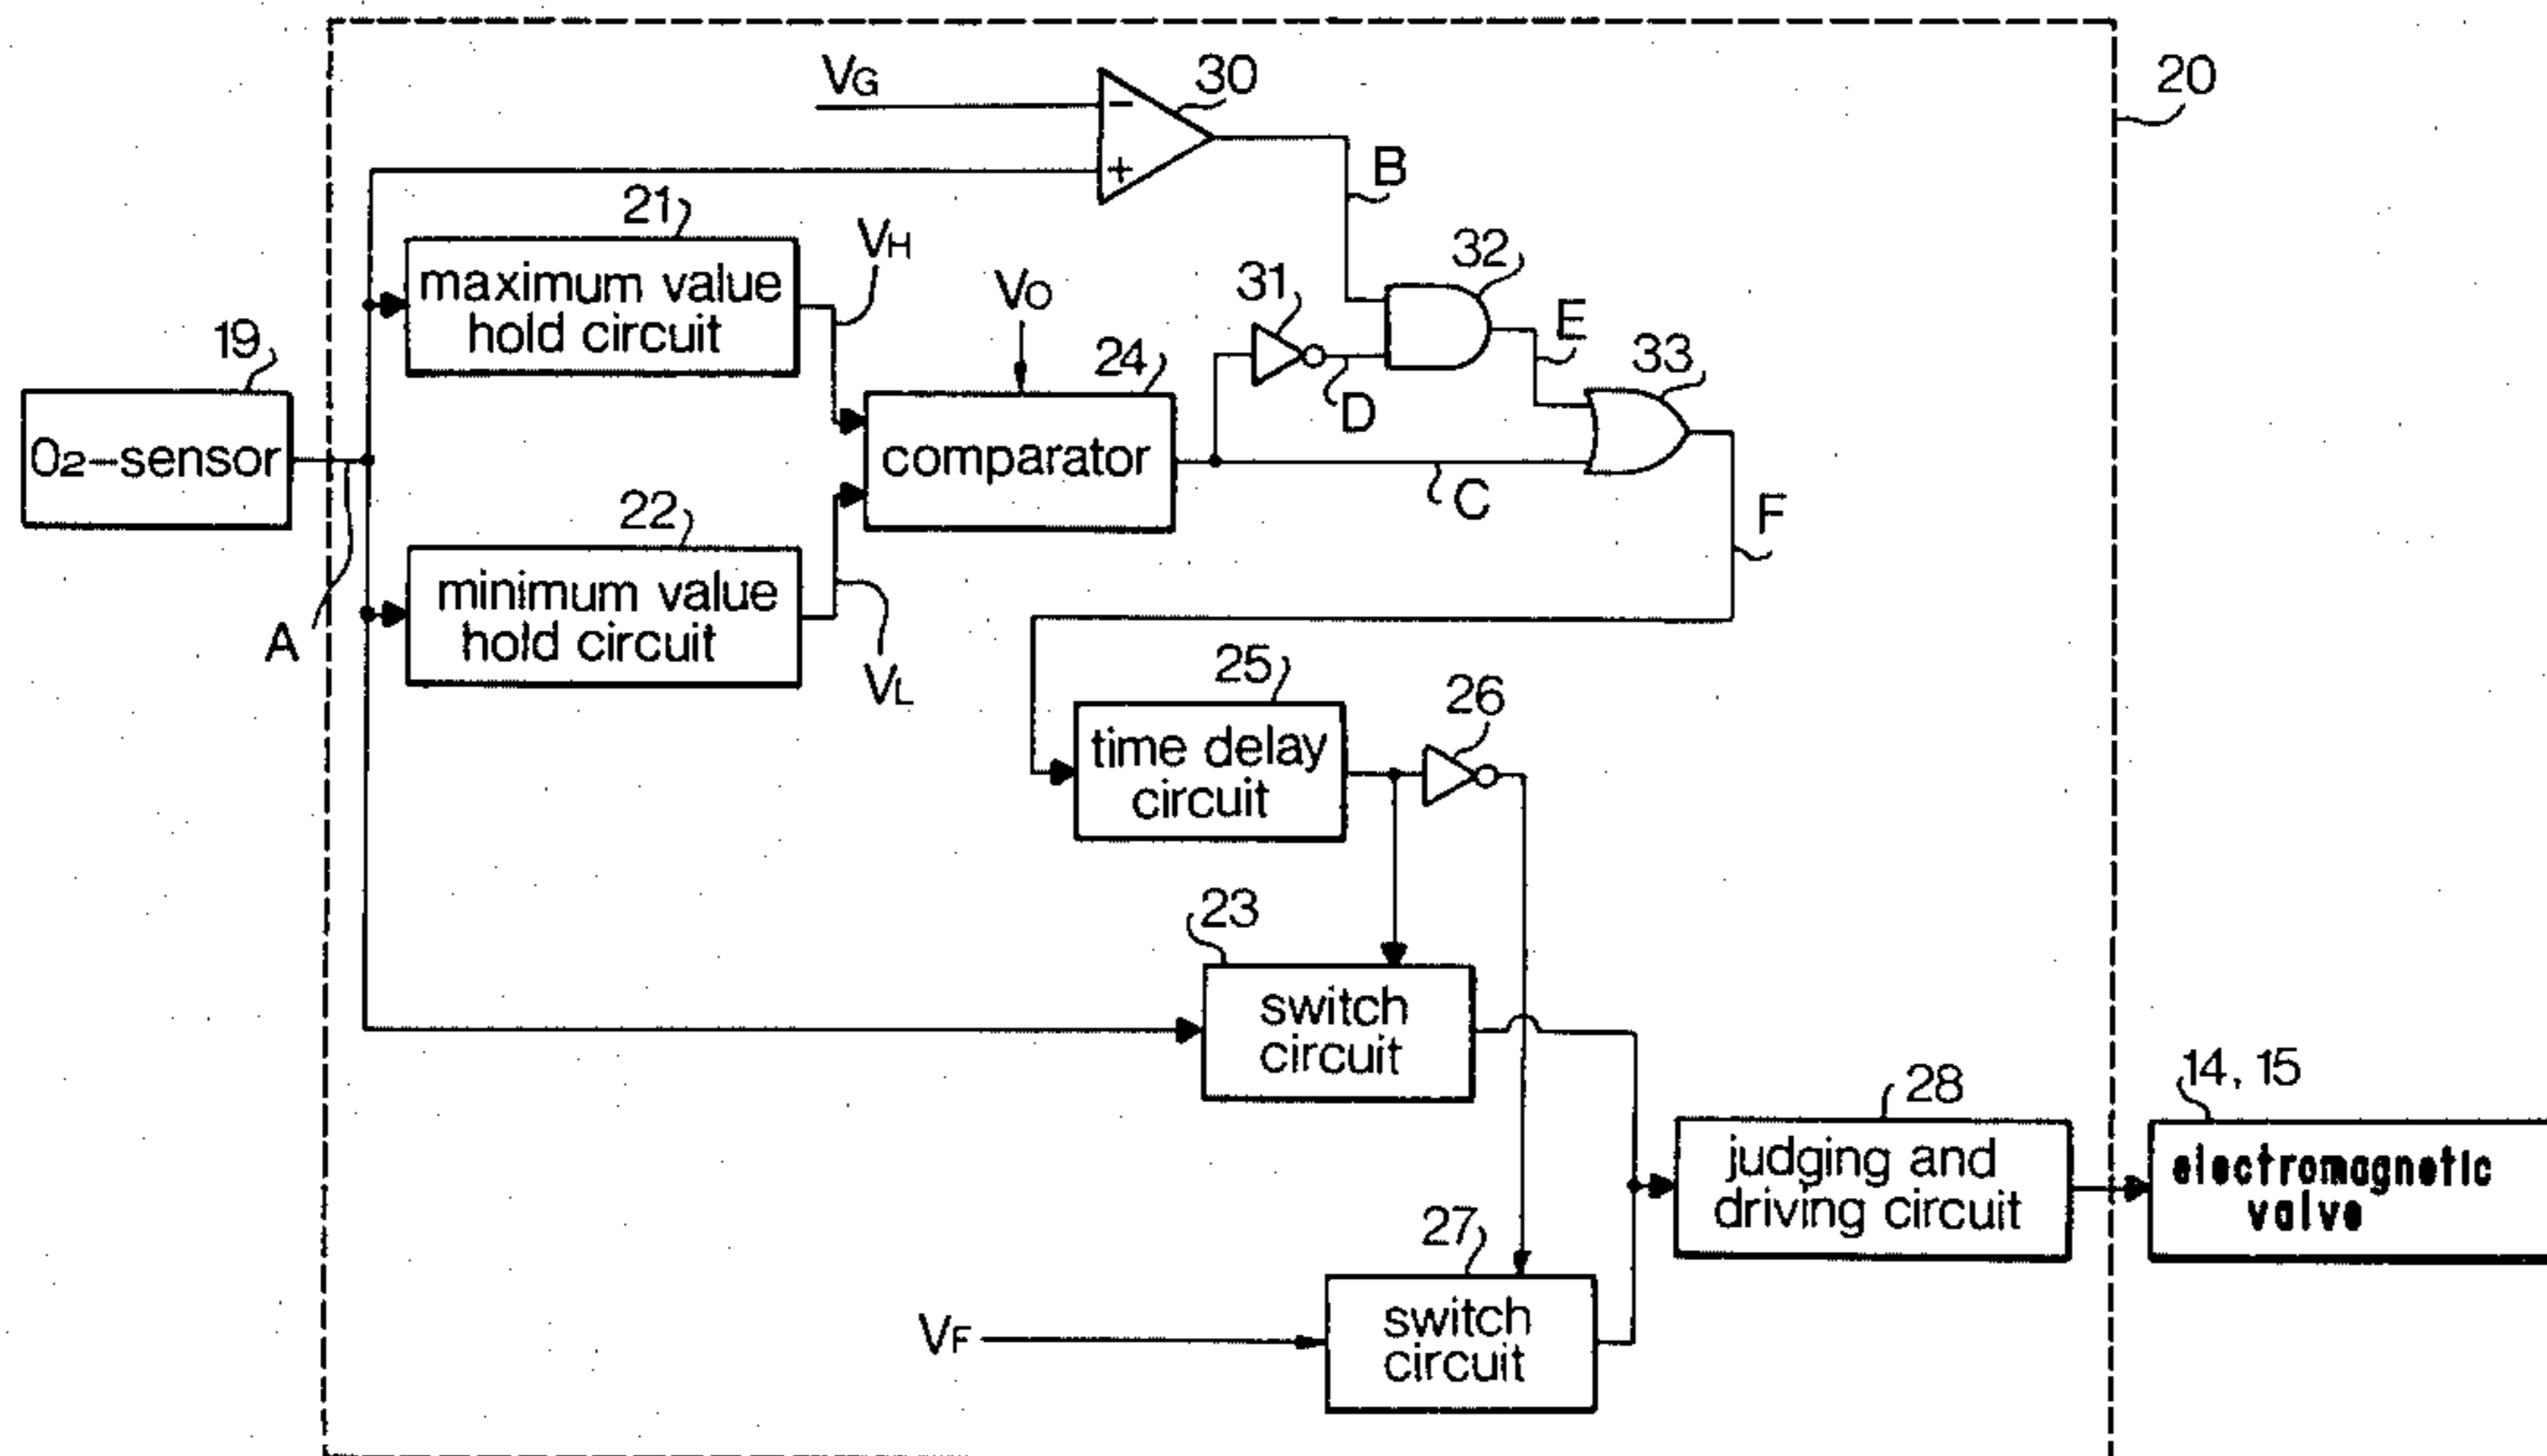 20
VG
30
B
21
VH
maximum value
hold circuit
VO
31
32
E
19
24
33
O2-sensor
comparator
D
C
F
22
minimum value
hold circuit
A
VL
25
26
time delay
circuit
23
switch
circuit
28
14, 15
judging and
driving circuit
electromagnetic
valve
27
VF
switch
circuit